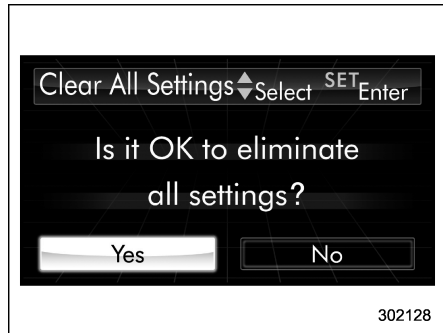 Clear All Settings Select SET Enter
Is it OK to eliminate
all settings?
Yes No
302128